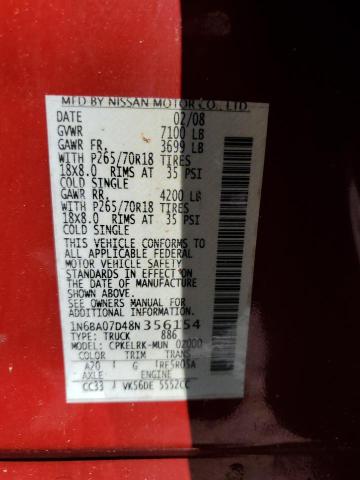 MFD BY NISSAN MOTOR CO., LTD.
DATE 02/08
GVWR 7100 LB
GAWR FR. 3699 LB
WITH P265/70R18 TIRES
18x8.0 RIMS AT 35 PSI
COLD SINGLE
GAWR RR. 4200 LB
WITH P265/70R18 TIRES
18x8.0 RIMS AT 35 PSI
COLD SINGLE
THIS VEHICLE CONFORMS TO
ALL APPLICABLE FEDERAL
MOTOR VEHICLE SAFETY
STANDARDS IN EFFECT ON
THE DATE OF MANUFACTURE
SHOWN ABOVE.
SEE OWNERS MANUAL FOR
ADDITIONAL INFORMATION
1N6BA07D48N356154
TYPE: TRUCK 886
MODEL: CPKELRK-MUN 02000
COLOR TRIM TRANS
A20 G RE5R05A
AXLE ENGINE
CC33 VK56DE 5552CC